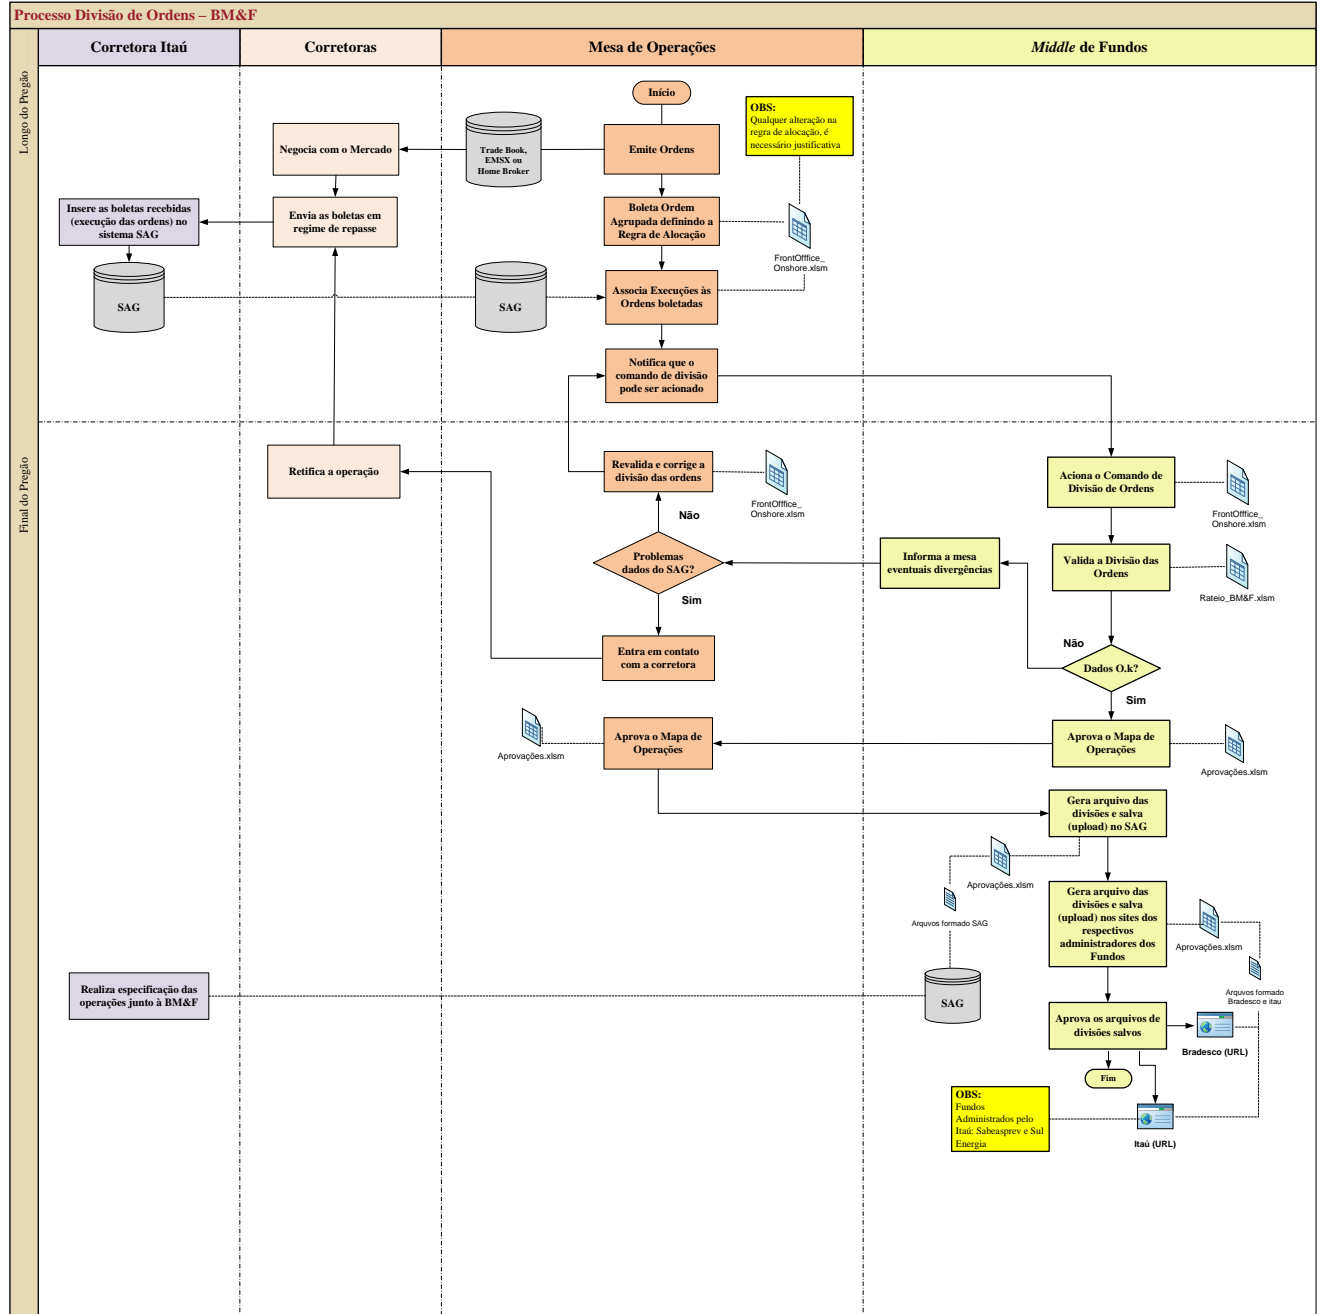 Processo Divisão de Ordens – BM&F
Corretora Itaú
Corretoras
Mesa de Operações
Middle de Fundos
Longo do Pregão
Início
OBS:
Qualquer alteração na
regra de alocação, é
necessário justificativa
Negocia com o Mercado
Trade Book,
EMSX ou
Home Broker
Emite Ordens
Insere as boletas recebidas
(execução das ordens) no
sistema SAG
Envia as boletas em
regime de repasse
Boleta Ordem
Agrupada definindo a
Regra de Alocação
FrontOfffice_
Onshore.xlsm
SAG
SAG
Associa Execuções às
Ordens boletadas
Notifica que o
comando de divisão
pode ser acionado
Final do Pregão
Retifica a operação
Revalida e corrige a
divisão das ordens
FrontOfffice_
Onshore.xlsm
Aciona o Comando de
Divisão de Ordens
FrontOfffice_
Onshore.xlsm
Não
Problemas
dados do SAG?
Sim
Informa a mesa
eventuais divergências
Valida a Divisão das
Ordens
Rateio_BM&F.xlsm
Entra em contato
com a corretora
Não
Dados O.k?
Sim
Aprovações.xlsm
Aprova o Mapa de
Operações
Aprova o Mapa de
Operações
Aprovações.xlsm
Gera arquivo das
divisões e salva
(upload) no SAG
Aprovações.xlsm
Arquvos formado SAG
Gera arquivo das
divisões e salva
(upload) nos sites dos
respectivos
administradores dos
Fundos
Aprovações.xlsm
Arquvos formado
Bradesco e itau
Realiza especificação das
operações junto à BM&F
SAG
Aprova os arquivos de
divisões salvos
Bradesco (URL)
Fim
OBS:
Fundos
Administrados pelo
Itaú: Sabeasprev e Sul
Energia
Itaú (URL)